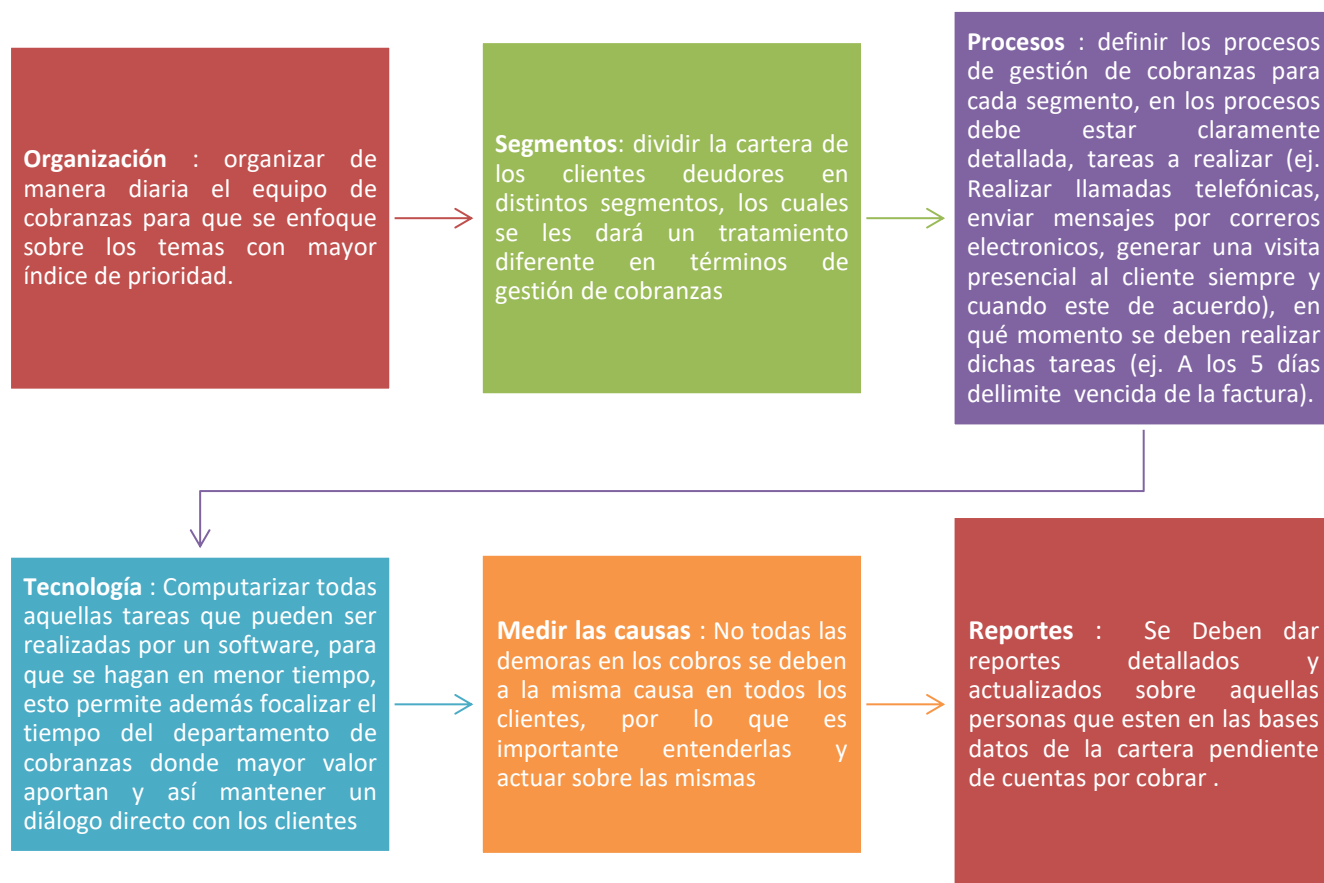 Organización : organizar de
manera diaria el equipo de
cobranzas para que se enfoque
sobre los temas con mayor
índice de prioridad.
Segmentos: dividir la cartera de
los clientes deudores en
distintos segmentos, los cuales
se les dará un tratamiento
diferente en términos de
gestión de cobranzas
Procesos : definir los procesos
de gestión de cobranzas para
cada segmento, en los procesos
debe estar claramente
detallada, tareas a realizar (ej.
Realizar llamadas telefónicas,
enviar mensajes por correros
electronicos, generar una visita
presencial al cliente siempre y
cuando este de acuerdo), en
qué momento se deben realizar
dichas tareas (ej. A los 5 días
dellimite vencida de la factura).
Tecnología : Computarizar todas
aquellas tareas que pueden ser
realizadas por un software, para
que se hagan en menor tiempo,
esto permite además focalizar el
tiempo del departamento de
cobranzas donde mayor valor
aportan y así mantener un
diálogo directo con los clientes
Medir las causas : No todas las
demoras en los cobros se deben
a la misma causa en todos los
clientes, por lo que es
importante entenderlas y
actuar sobre las mismas
Reportes : Se Deben dar
reportes detallados y
actualizados sobre aquellas
personas que esten en las bases
datos de la cartera pendiente
de cuentas por cobrar .